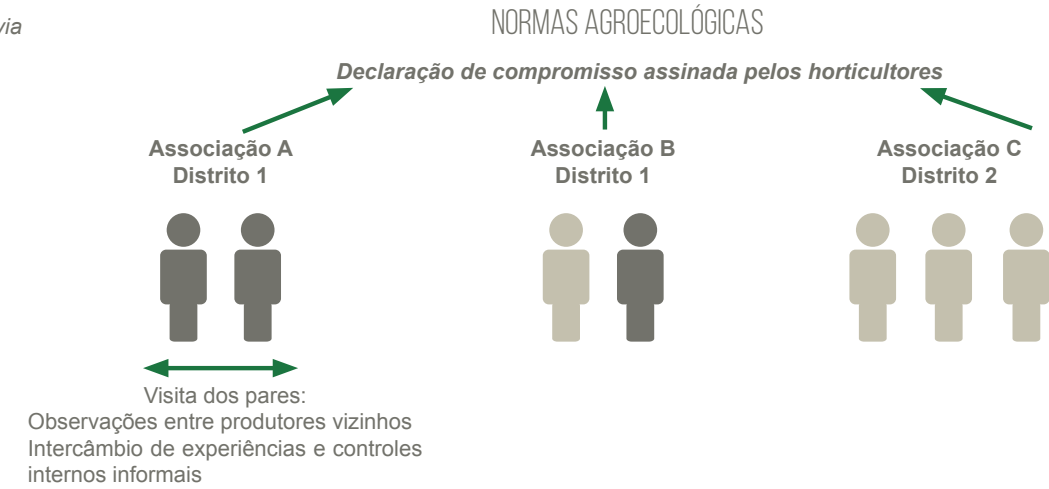 NORMAS AGROECOLÓGICAS
Declaração de compromisso assinada pelos horticultores
Associação A
Distrito 1
Associação B
Distrito 1
Associação C
Distrito 2
Visita dos pares:
Observações entre produtores vizinhos
Intercâmbio de experiências e controles
internos informais